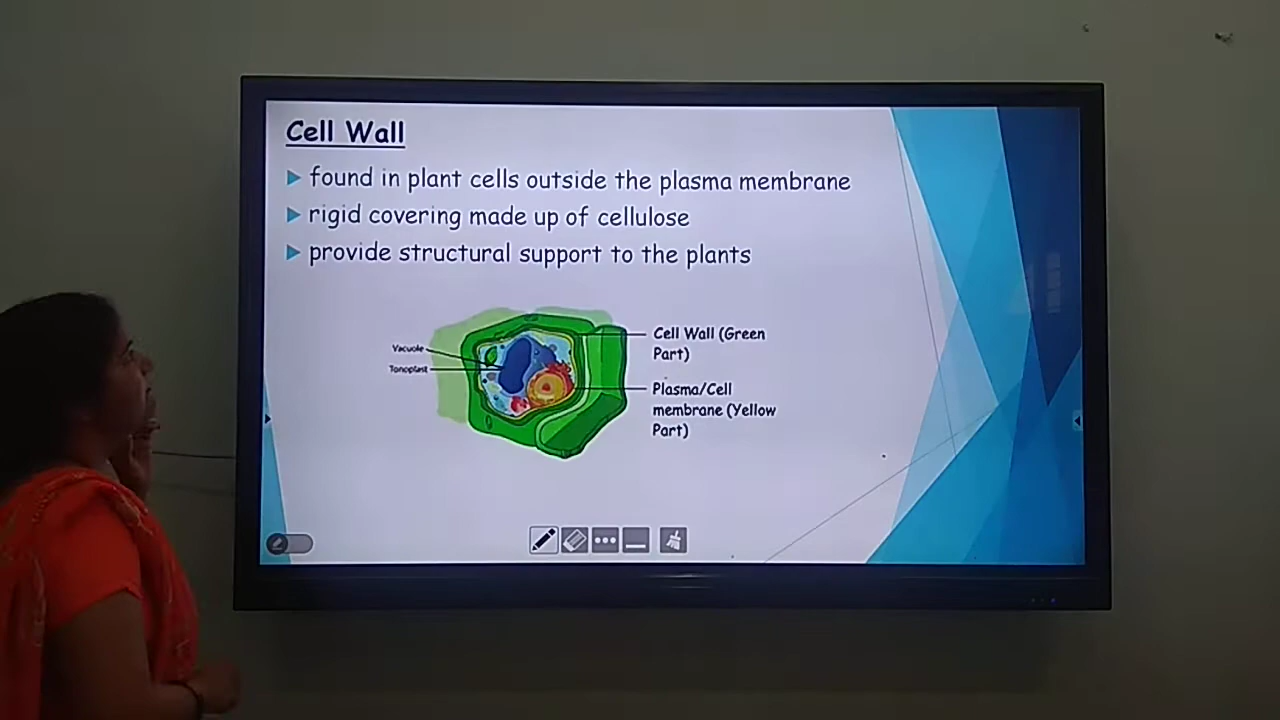 Cell Wall
found in plant cells outside the plasma membrane
rigid covering made up of cellulose
provide structural support to the plants
Vacuole
Tonoplast
Cell Wall (Green
Part)
Plasma/Cell
membrane (Yellow
Part)